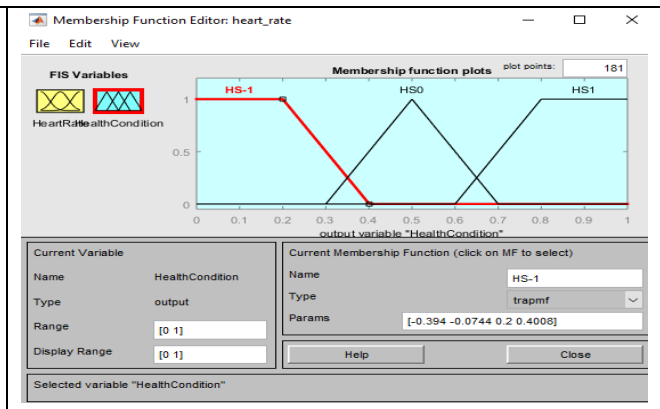 Membership Function Editor: heart_rate
File Edit View
FIS Variables
HeartRate
HealthCondition
Membership function plots
plot points:
181
HS-1
HS0
HS1
1
0.5
0
0 0.1 0.2 0.3 0.4 0.5 0.6 0.7 0.8 0.9 1
output variable "HealthCondition"
Current Variable
Name HealthCondition
Type output
Range [0 1]
Display Range [0 1]
Current Membership Function (click on MF to select)
Name HS-1
Type trapmf
Params [-0.394 -0.0744 0.2 0.4008]
Help
Close
Selected variable "HealthCondition"